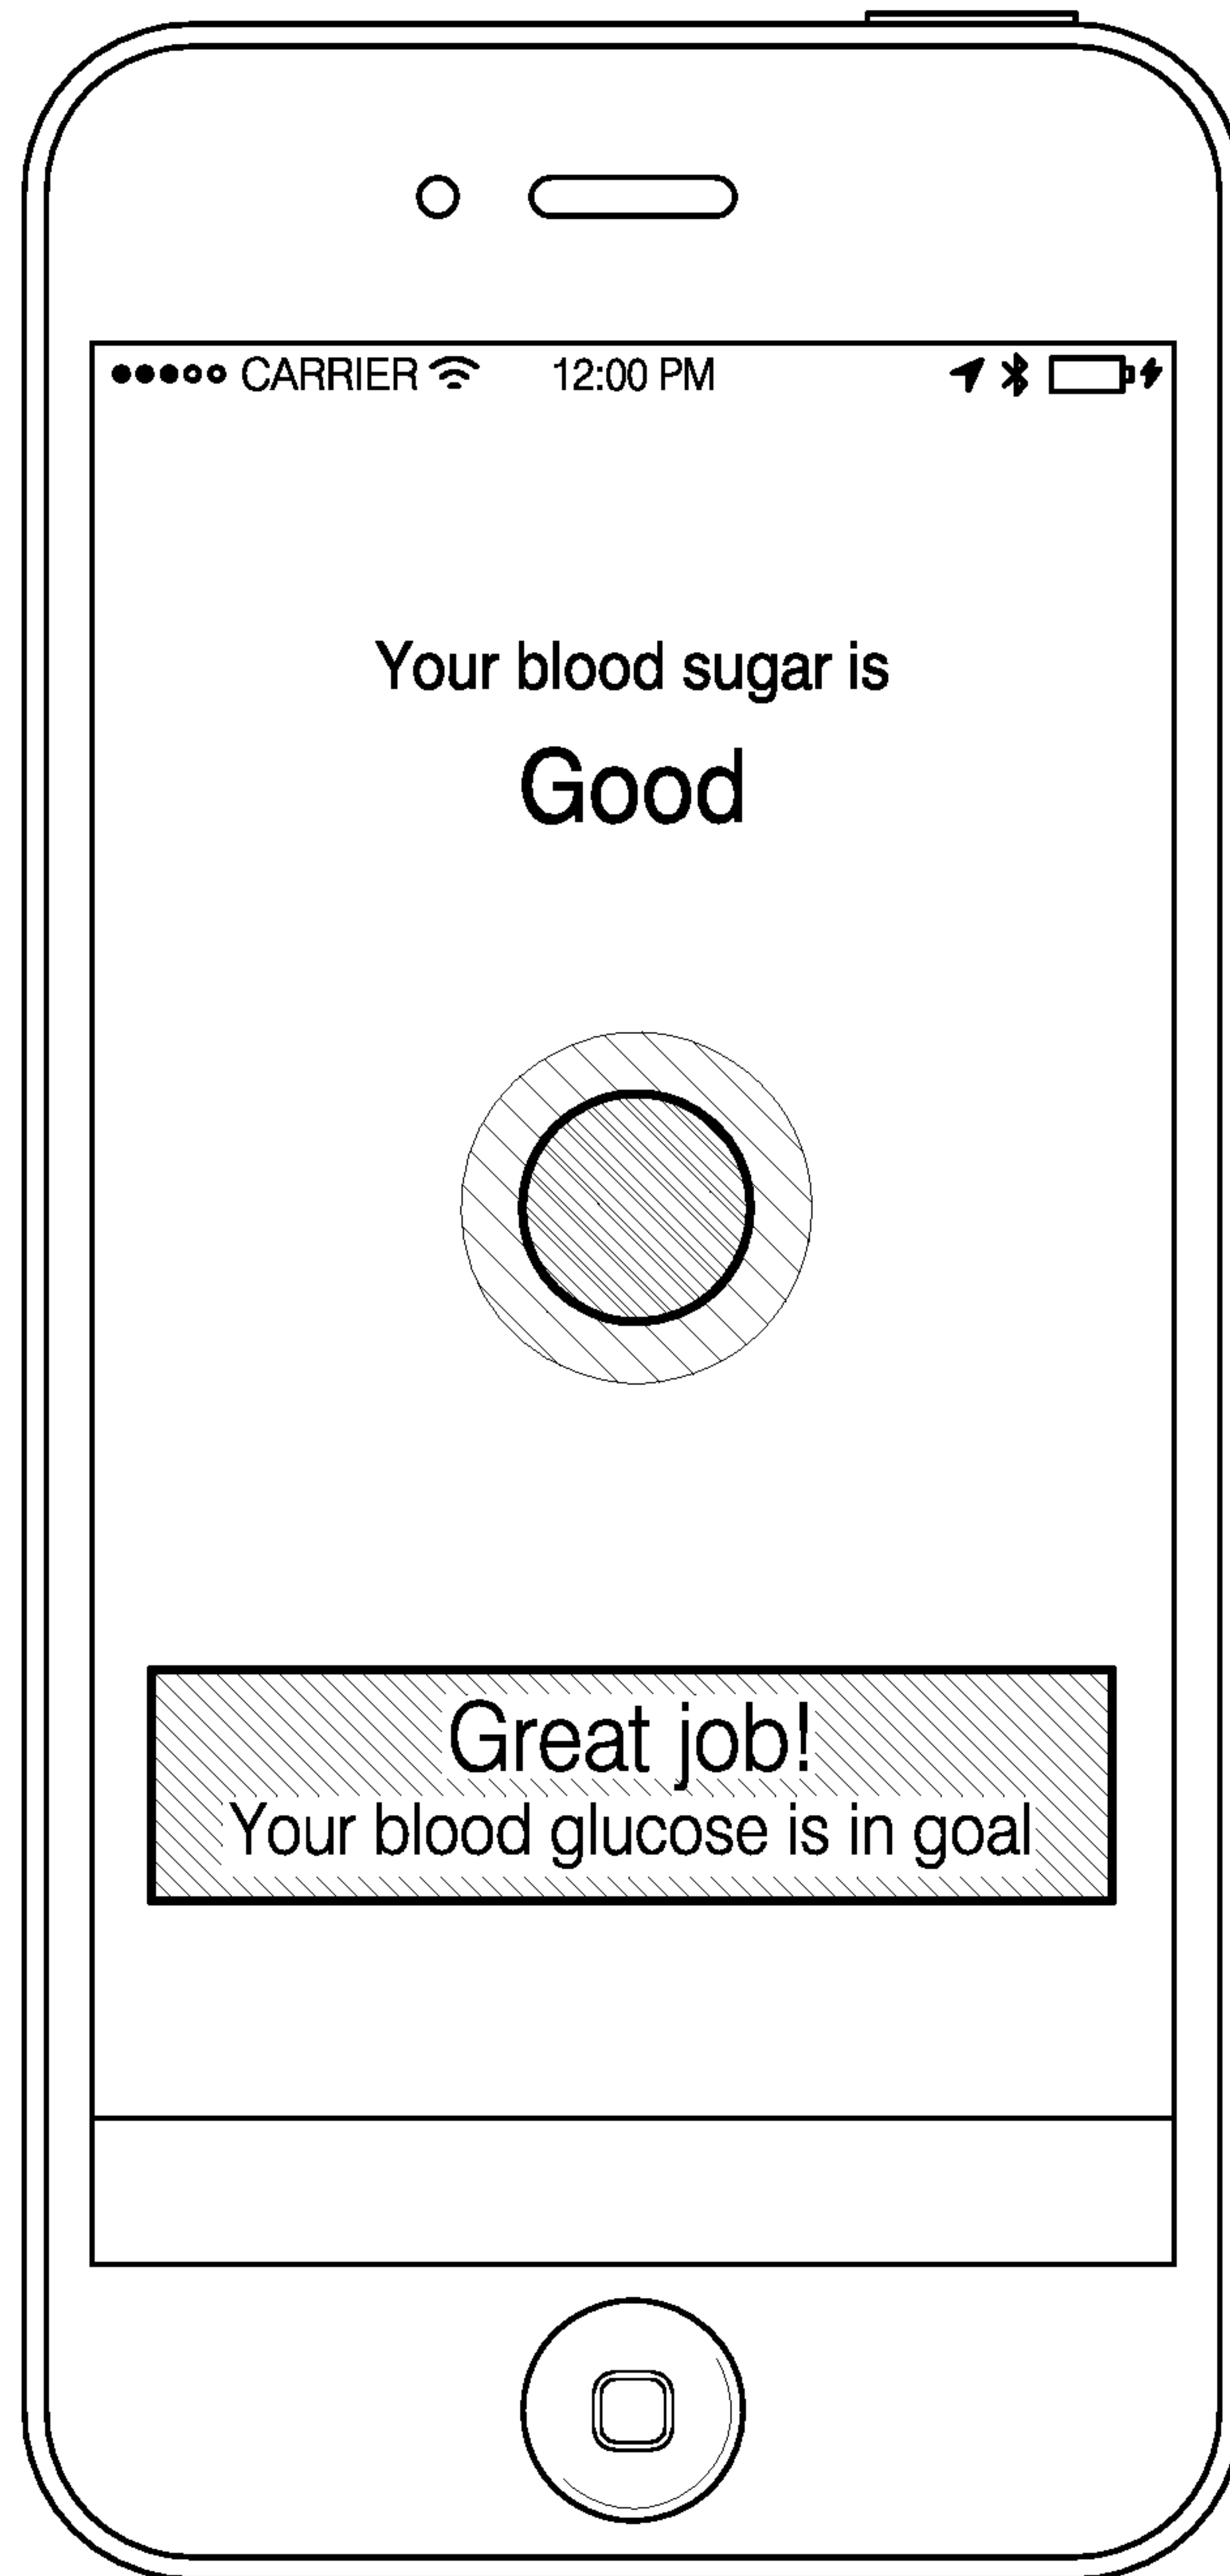 CARRIER 12:00 PM
Your blood sugar is
Good
Great job!
Your blood glucose is in goal